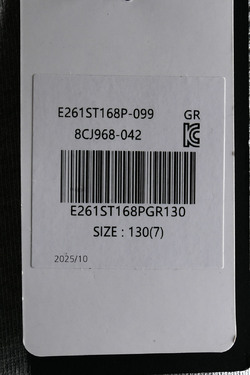 E261ST168P-099 GR
8CJ968-042
E261ST168PGR130
SIZE : 130(7)
2025/10